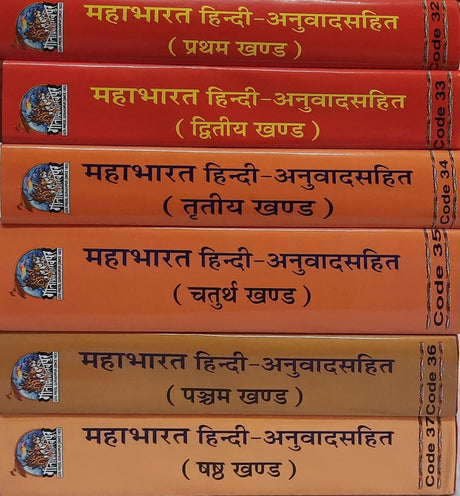 महाभारत हिन्दी-अनुवादसहित
( प्रथम खण्ड )
Code 32
महाभारत हिन्दी-अनुवादसहित
( द्वितीय खण्ड )
Code 33
महाभारत हिन्दी-अनुवादसहित
( तृतीय खण्ड )
Code 34
महाभारत हिन्दी-अनुवादसहित
( चतुर्थ खण्ड )
Code 35
महाभारत हिन्दी-अनुवादसहित
( पञ्चम खण्ड )
Code 36
महाभारत हिन्दी-अनुवादसहित
( षष्ठ खण्ड )
Code 37